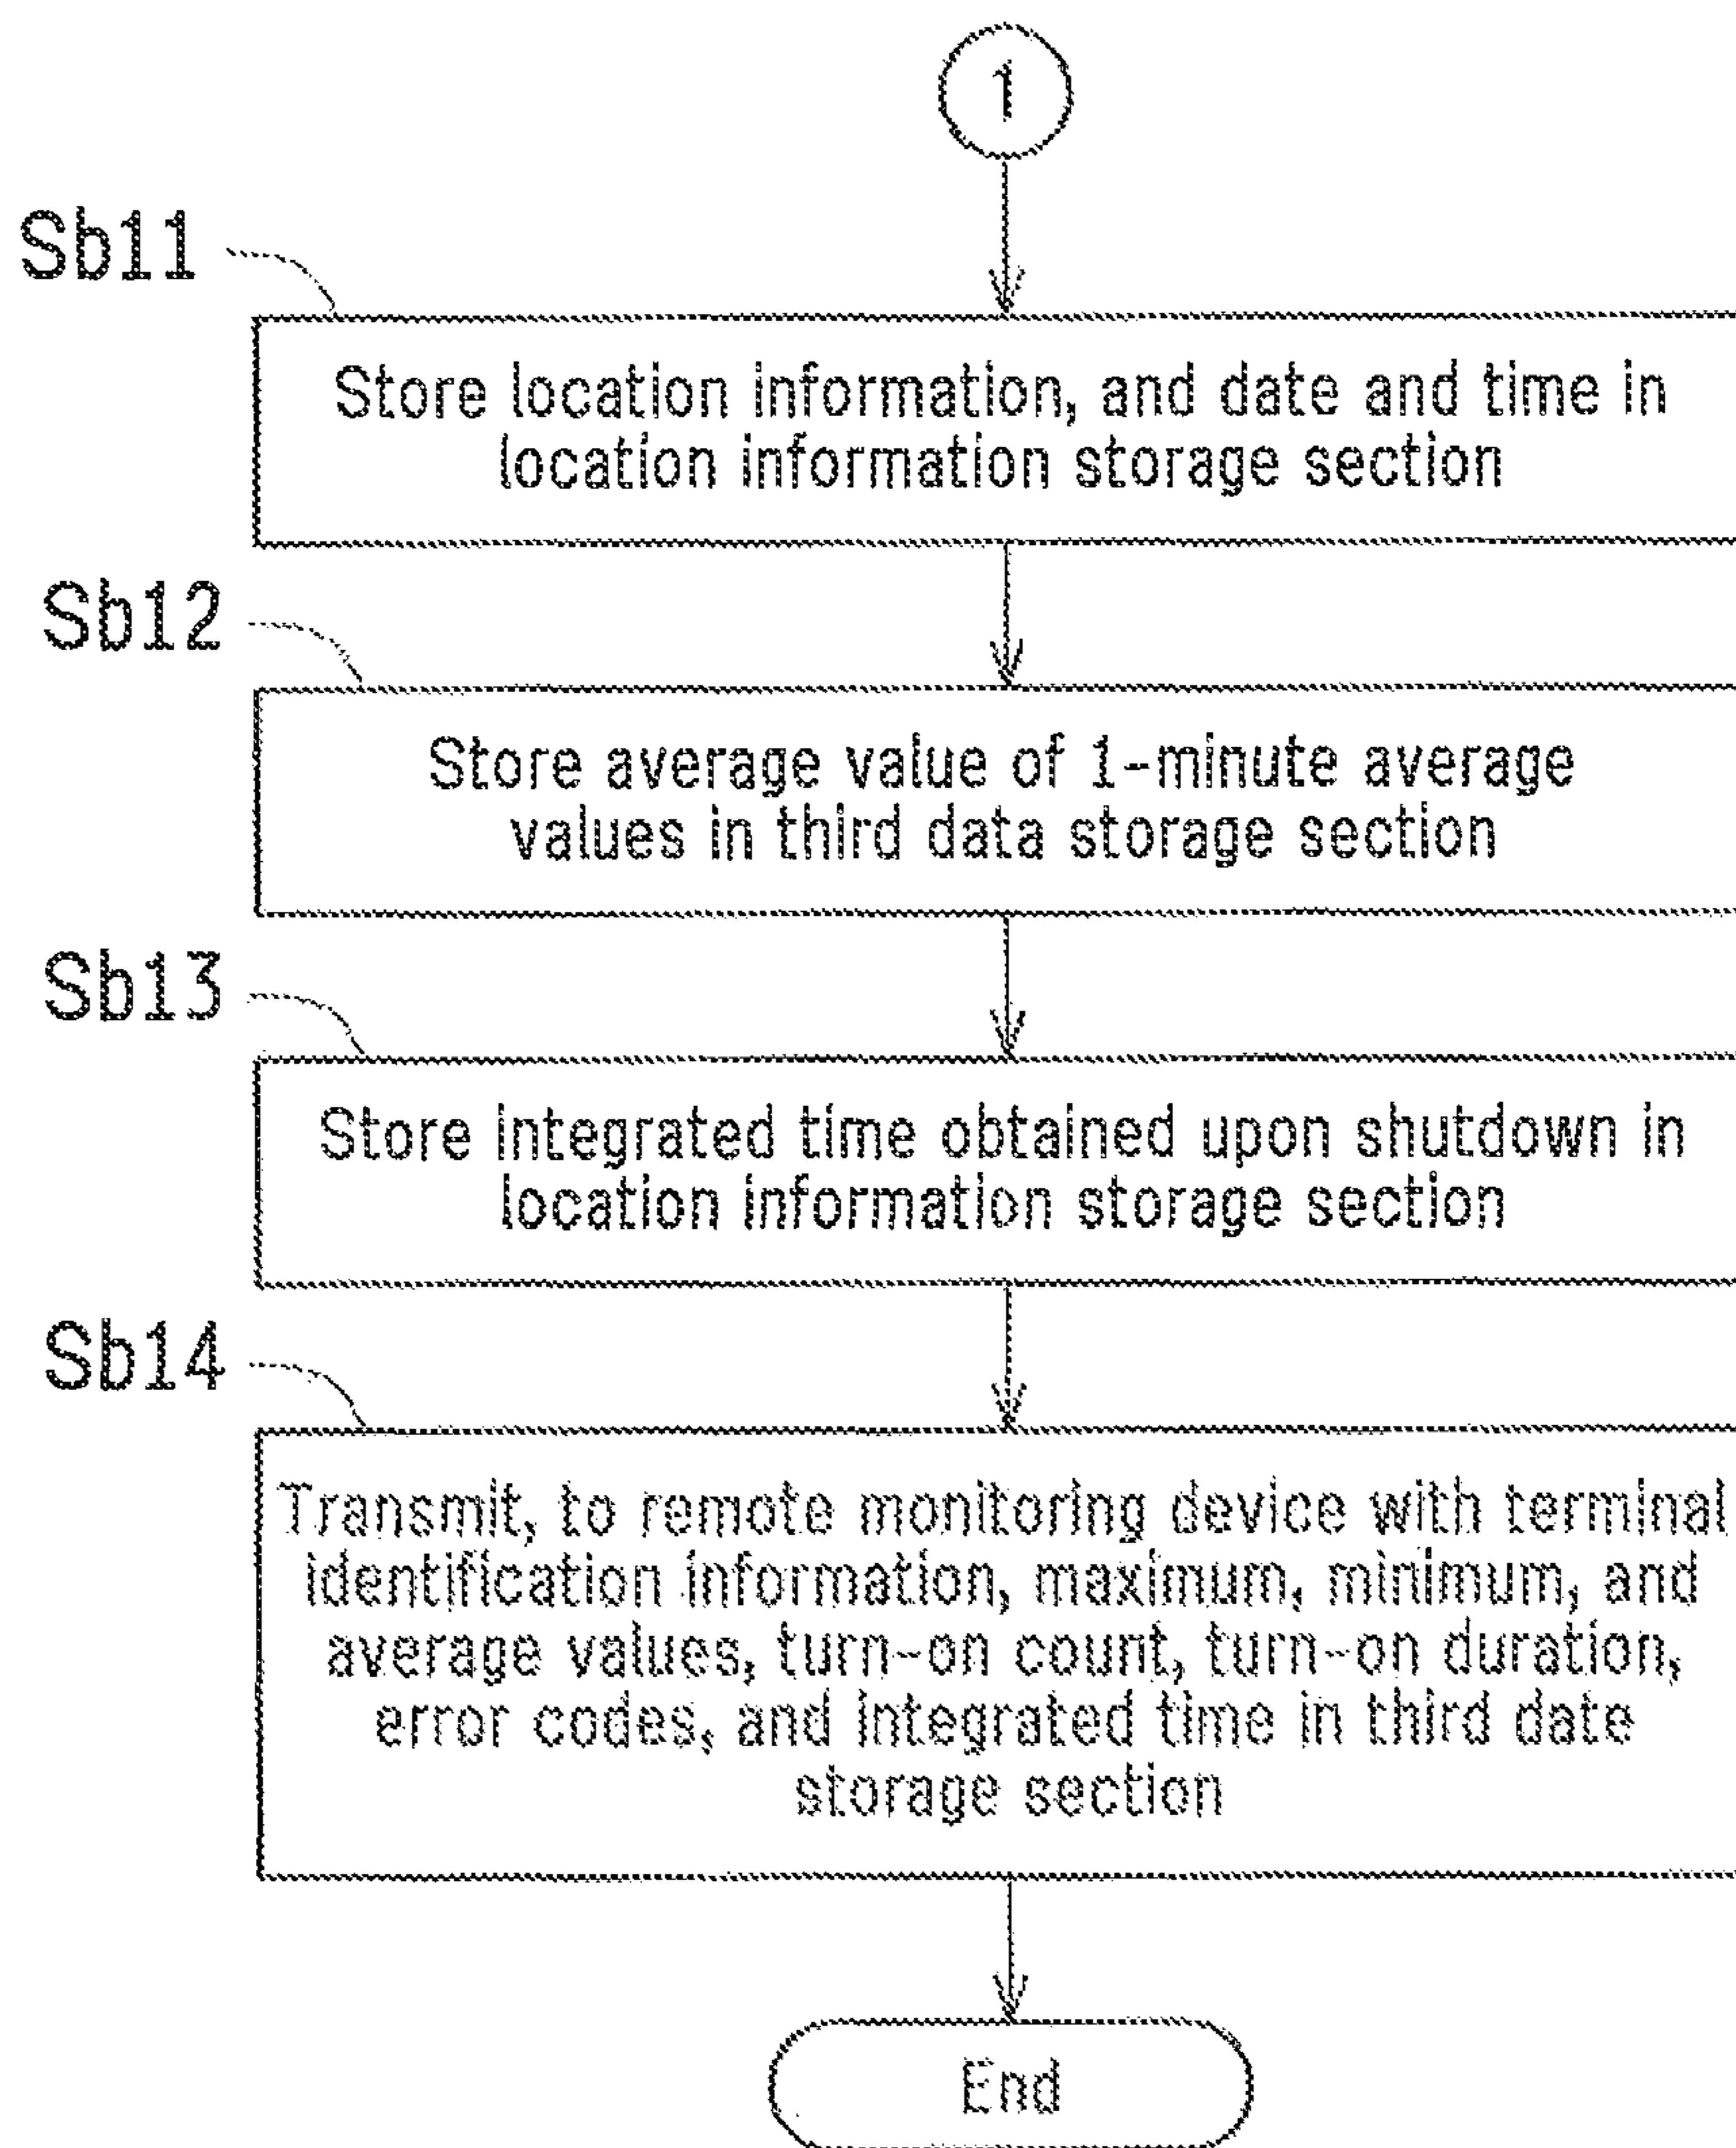 1
Sb11
Store location information, and date and time in
location information storage section
Sb12
Store average value of 1-minute average
values in third data storage section
Sb13
Store integrated time obtained upon shutdown in
location information storage section
Sb14
Transmit, to remote monitoring device with terminal
identification information, maximum, minimum, and
average values, turn-on count, turn-on duration,
error codes, and integrated time in third date
storage section
End